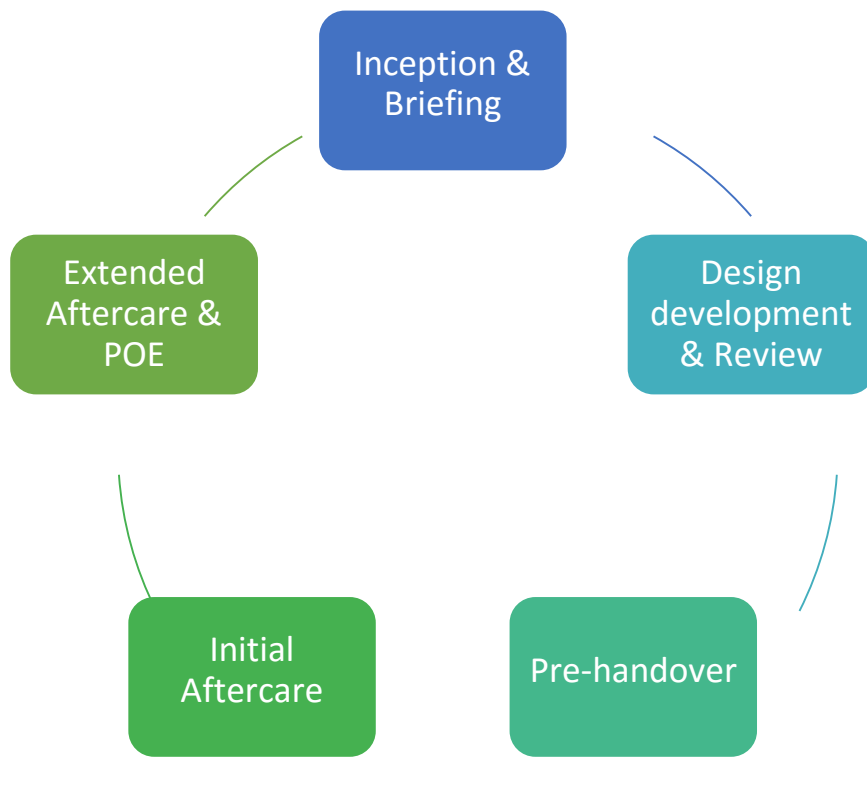 Inception &
Briefing
Design
development
& Review
Pre-handover
Initial
Aftercare
Extended
Aftercare &
POE